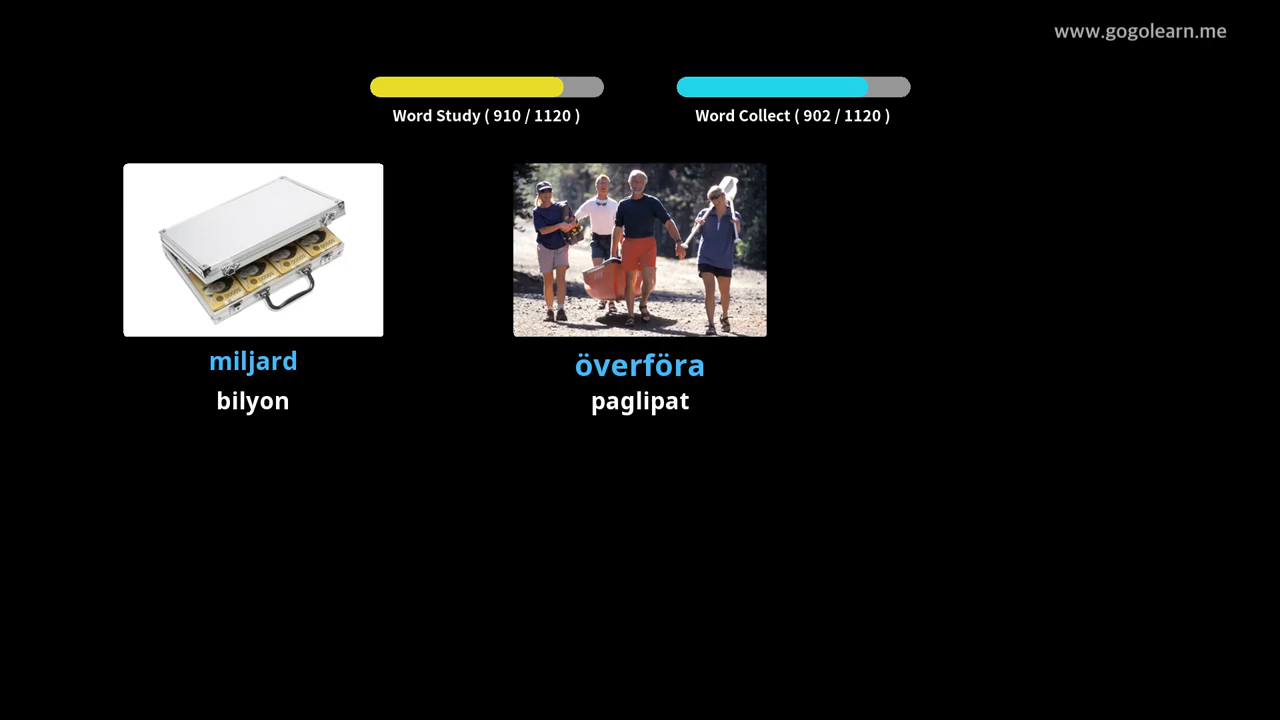 www.gogolearn.me
Word Study ( 910 / 1120 )
Word Collect ( 902 / 1120 )
miljard
överföra
bilyon
paglipat